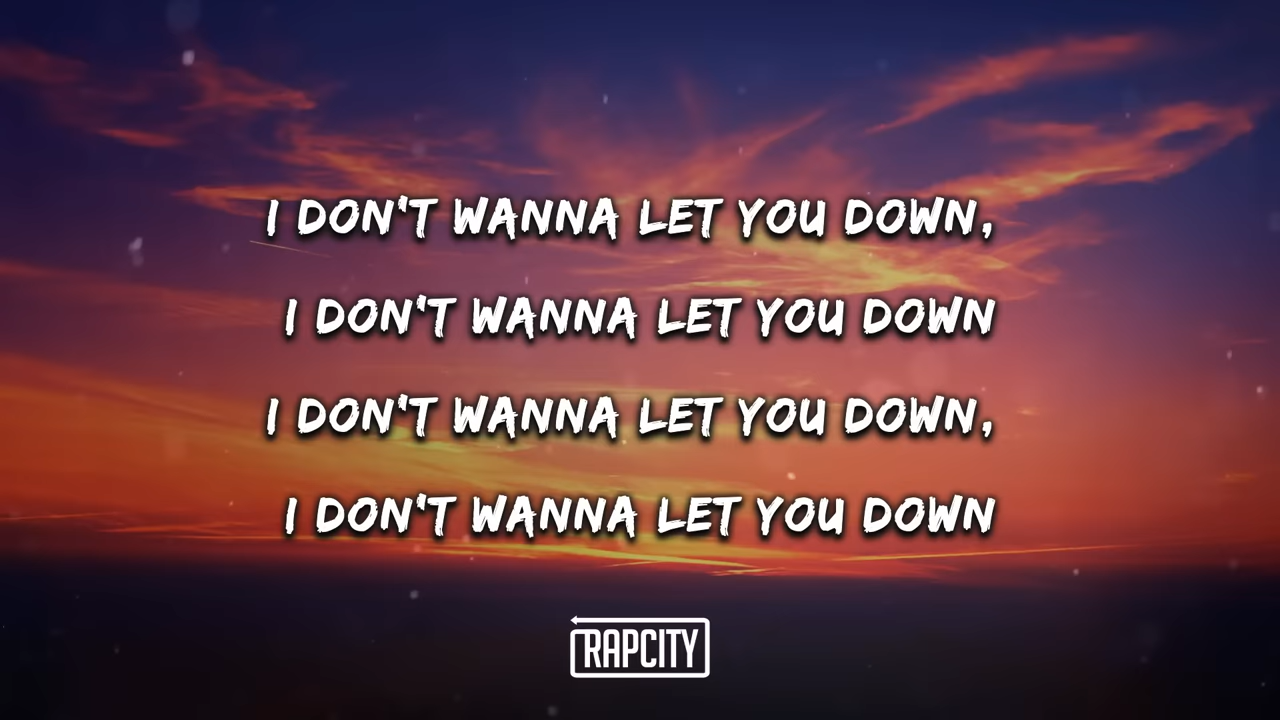 I DON'T WANNA LET YOU DOWN,
I DON'T WANNA LET YOU DOWN
I DON'T WANNA LET YOU DOWN,
I DON'T WANNA LET YOU DOWN
RAPCITY